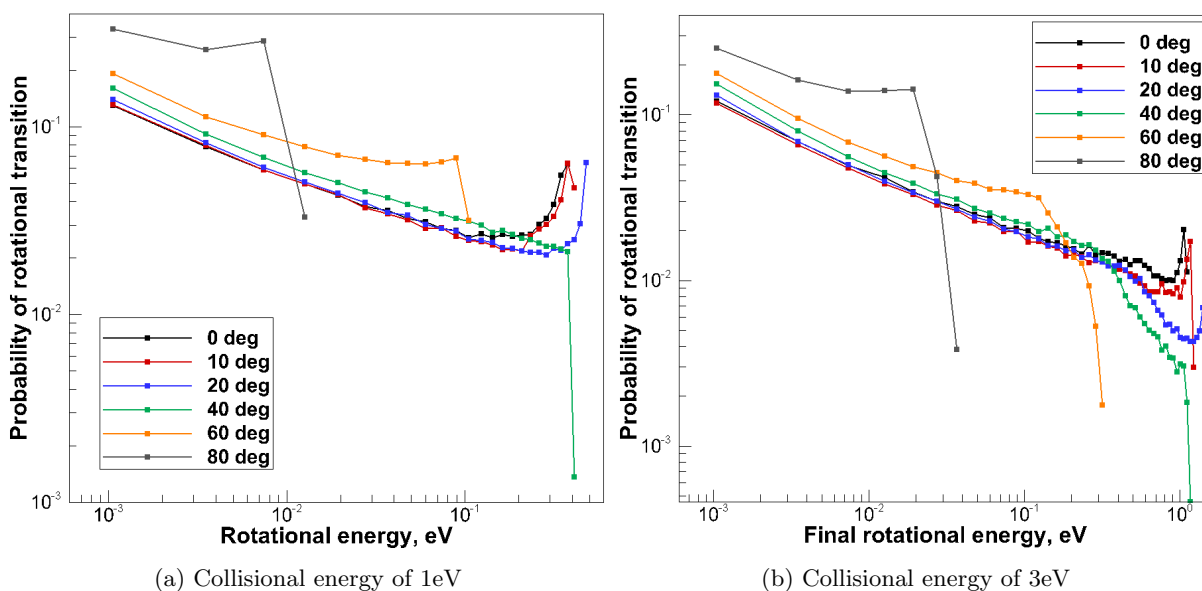 Probability of rotational transition
10⁻¹
10⁻²
10⁻³
10⁻³
10⁻²
10⁻¹
10⁰
Rotational energy, eV
0 deg
10 deg
20 deg
40 deg
60 deg
80 deg
(a) Collisional energy of 1eV
Probability of rotational transition
10⁰
10⁻¹
10⁻²
10⁻³
10⁻³
10⁻²
10⁻¹
10⁰
Final rotational energy, eV
0 deg
10 deg
20 deg
40 deg
60 deg
80 deg
(b) Collisional energy of 3eV